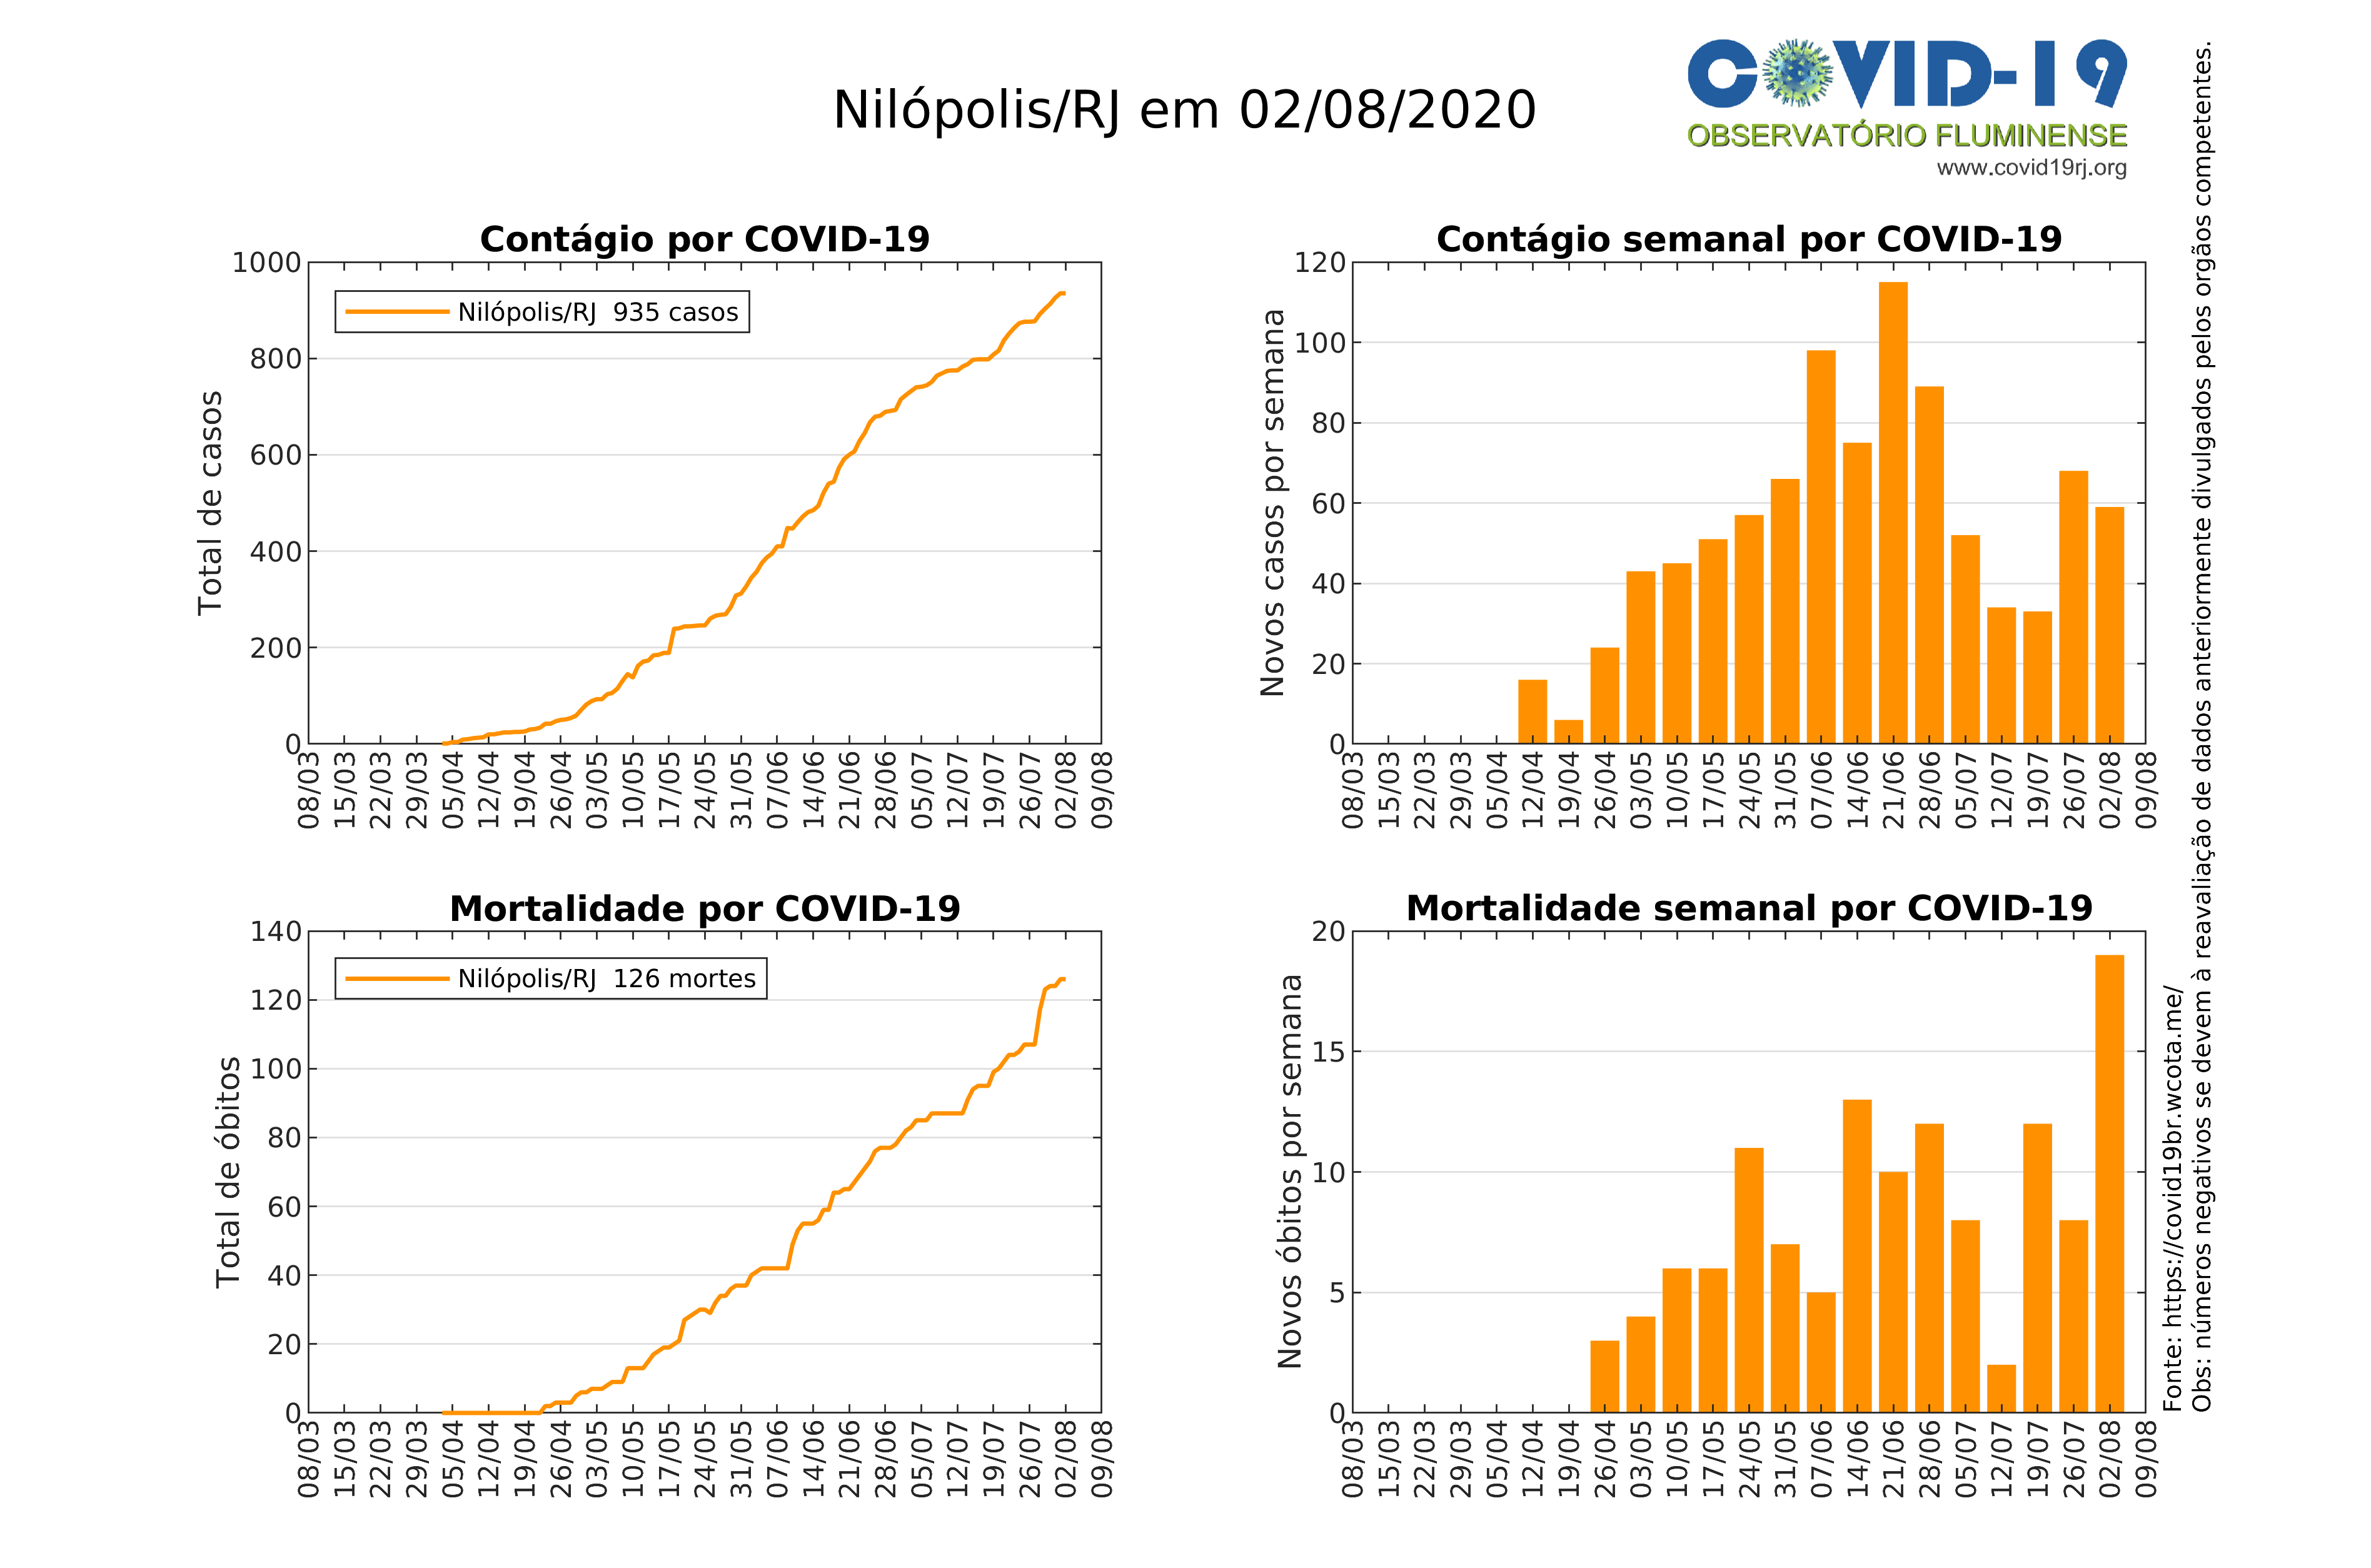 Nilópolis/RJ em 02/08/2020
COVID-19
OBSERVATÓRIO FLUMINENSE
www.covid19rj.org
Contágio por COVID-19
Total de casos
1000
800
600
400
200
0
Nilópolis/RJ 935 casos
08/03 15/03 22/03 29/03 05/04 12/04 19/04 26/04 03/05 10/05 17/05 24/05 31/05 07/06 14/06 21/06 28/06 05/07 12/07 19/07 26/07 02/08 09/08
Contágio semanal por COVID-19
Novos casos por semana
120
100
80
60
40
20
0
08/03 15/03 22/03 29/03 05/04 12/04 19/04 26/04 03/05 10/05 17/05 24/05 31/05 07/06 14/06 21/06 28/06 05/07 12/07 19/07 26/07 02/08 09/08
Mortalidade por COVID-19
Total de óbitos
140
120
100
80
60
40
20
0
Nilópolis/RJ 126 mortes
08/03 15/03 22/03 29/03 05/04 12/04 19/04 26/04 03/05 10/05 17/05 24/05 31/05 07/06 14/06 21/06 28/06 05/07 12/07 19/07 26/07 02/08 09/08
Mortalidade semanal por COVID-19
Novos óbitos por semana
20
15
10
5
0
08/03 15/03 22/03 29/03 05/04 12/04 19/04 26/04 03/05 10/05 17/05 24/05 31/05 07/06 14/06 21/06 28/06 05/07 12/07 19/07 26/07 02/08 09/08
Fonte: https://covid19br.wcota.me/
Obs: números negativos se devem à reavaliação de dados anteriormente divulgados pelos orgãos competentes.